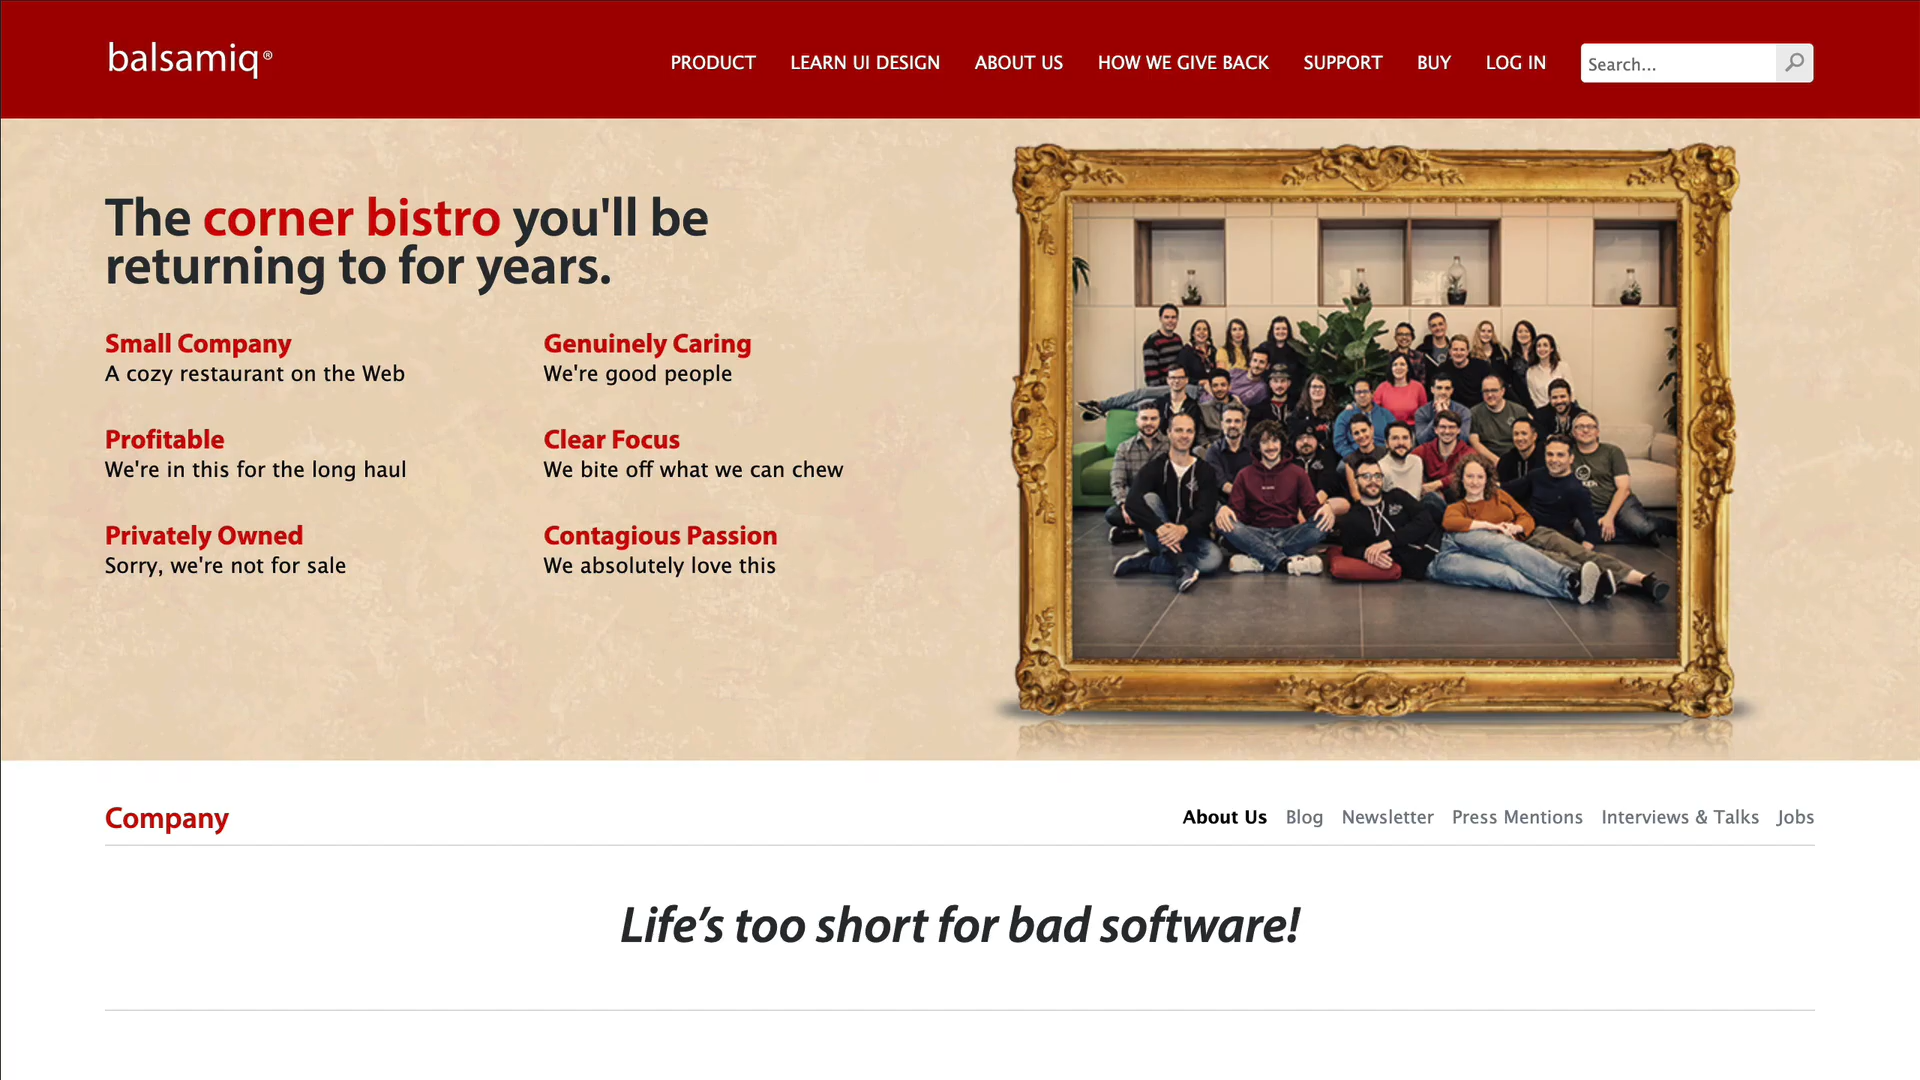 balsamiq®
PRODUCT
LEARN UI DESIGN
ABOUT US
HOW WE GIVE BACK
SUPPORT
BUY
LOG IN
Search...
The corner bistro you'll be
returning to for years.
Small Company
A cozy restaurant on the Web
Genuinely Caring
We're good people
Profitable
We're in this for the long haul
Clear Focus
We bite off what we can chew
Privately Owned
Sorry, we're not for sale
Contagious Passion
We absolutely love this
Company
About Us
Blog
Newsletter
Press Mentions
Interviews & Talks
Jobs
Life’s too short for bad software!